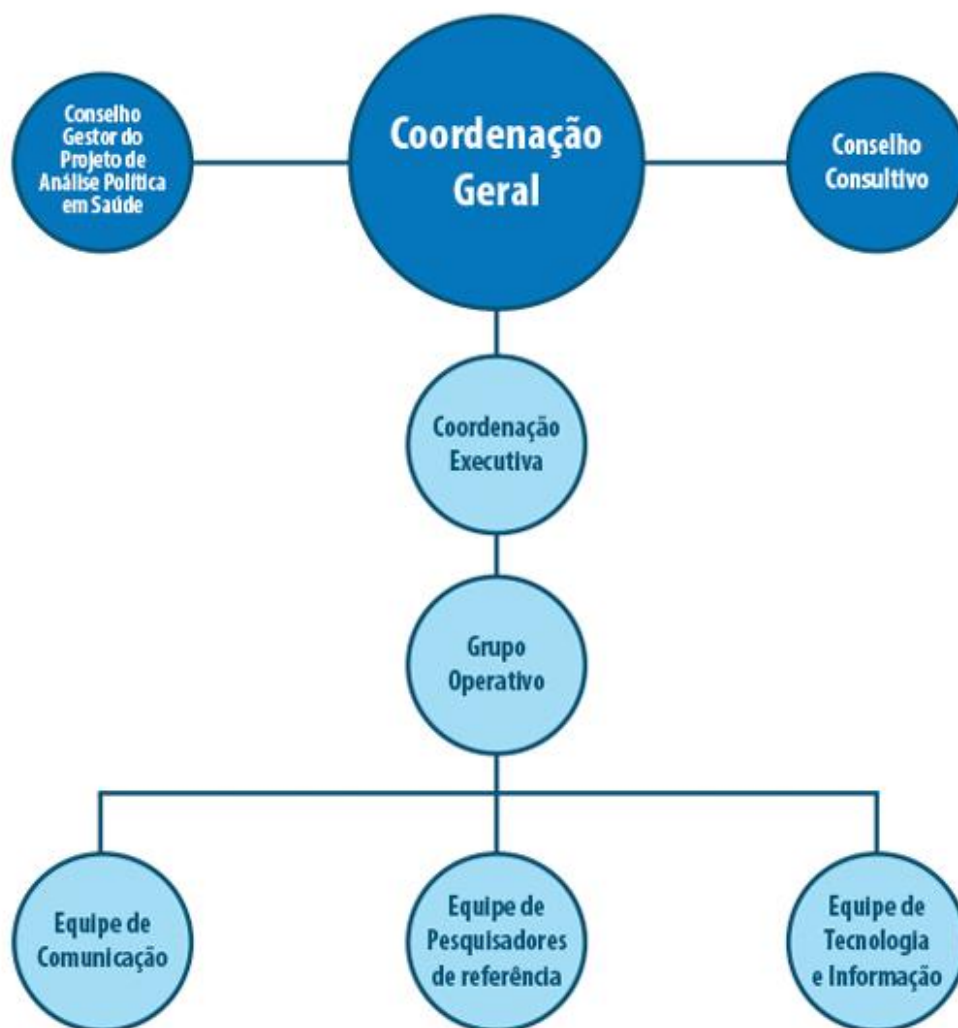 Conselho
Gestor do
Projeto de
Análise Política
em Saúde
Coordenação
Geral
Conselho
Consultivo
Coordenação
Executiva
Grupo
Operativo
Equipe de
Comunicação
Equipe de
Pesquisadores
de referência
Equipe de
Tecnologia
e Informação